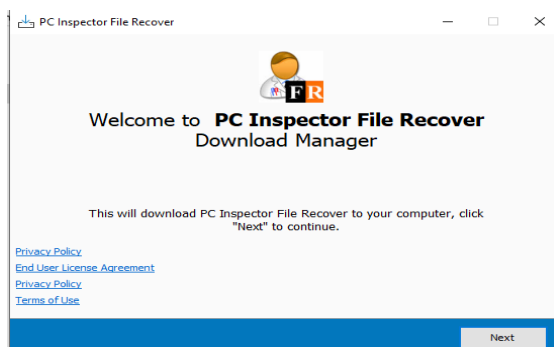 PC Inspector File Recover
FR
Welcome to PC Inspector File Recover
Download Manager
This will download PC Inspector File Recover to your computer, click
"Next" to continue.
Privacy Policy
End User License Agreement
Privacy Policy
Terms of Use
Next